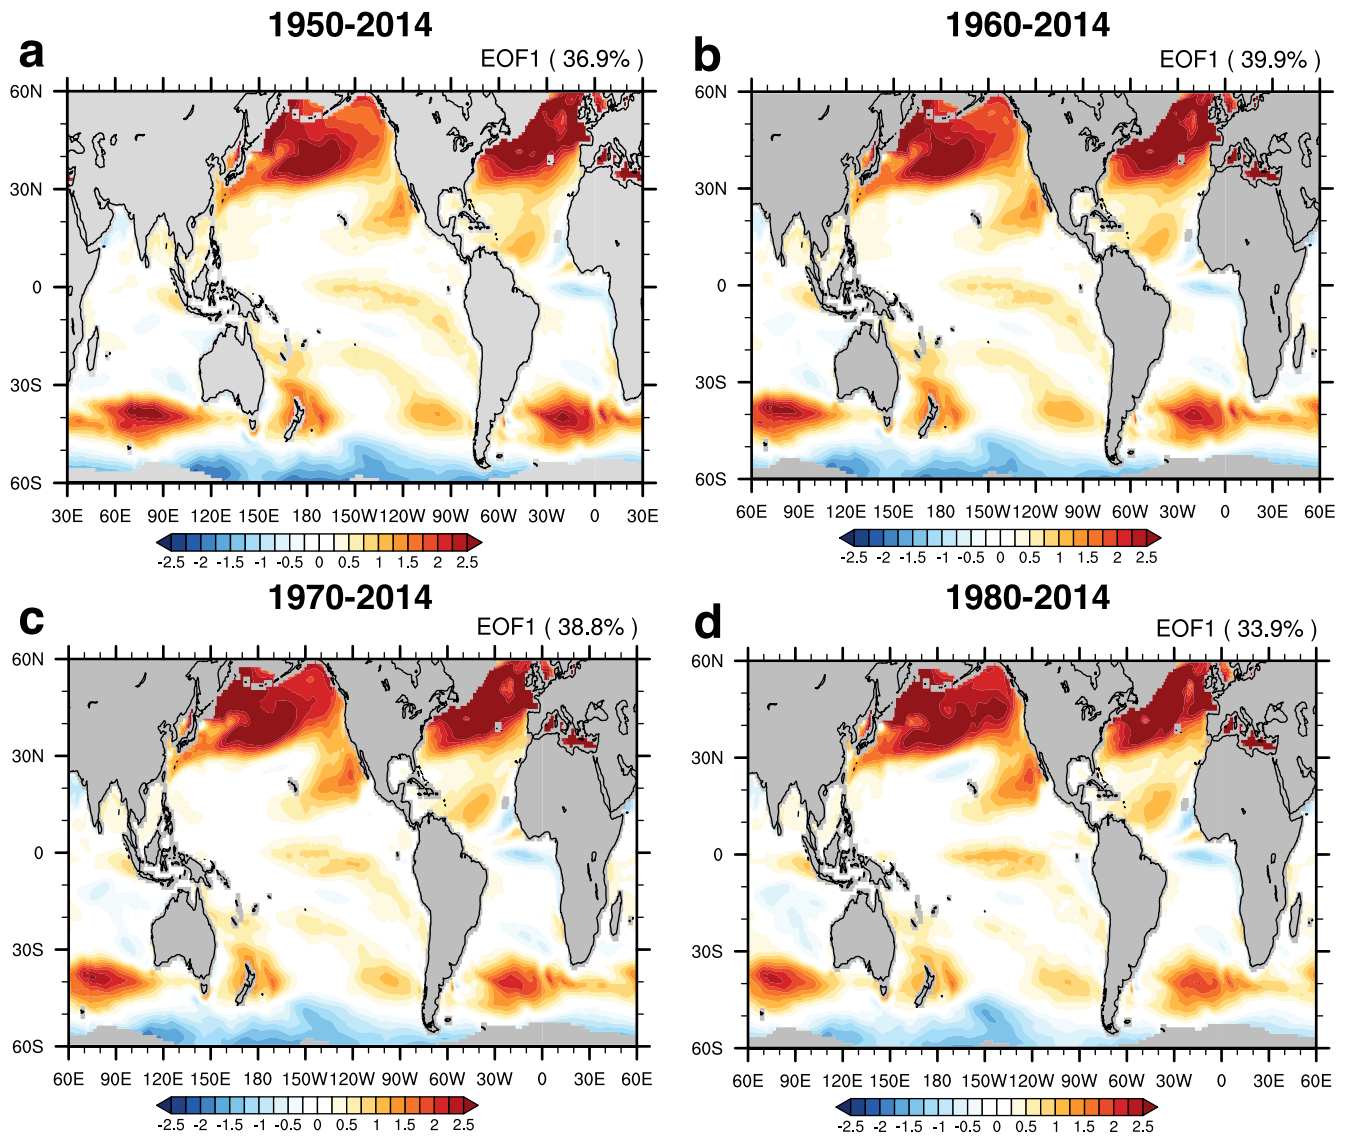 1950-2014
a
EOF1 ( 36.9% )
60N
30N
0
30S
60S
30E 60E 90E 120E 150E 180 150W 120W 90W 60W 30W 0 30E
-2.5 -2 -1.5 -1 -0.5 0 0.5 1 1.5 2 2.5
1960-2014
b
EOF1 ( 39.9% )
60N
30N
0
30S
60S
60E 90E 120E 150E 180 150W 120W 90W 60W 30W 0 30E 60E
-2.5 -2 -1.5 -1 -0.5 0 0.5 1 1.5 2 2.5
1970-2014
c
EOF1 ( 38.8% )
60N
30N
0
30S
60S
60E 90E 120E 150E 180 150W 120W 90W 60W 30W 0 30E 60E
-2.5 -2 -1.5 -1 -0.5 0 0.5 1 1.5 2 2.5
1980-2014
d
EOF1 ( 33.9% )
60N
30N
0
30S
60S
60E 90E 120E 150E 180 150W 120W 90W 60W 30W 0 30E 60E
-2.5 -2 -1.5 -1 -0.5 0 0.5 1 1.5 2 2.5